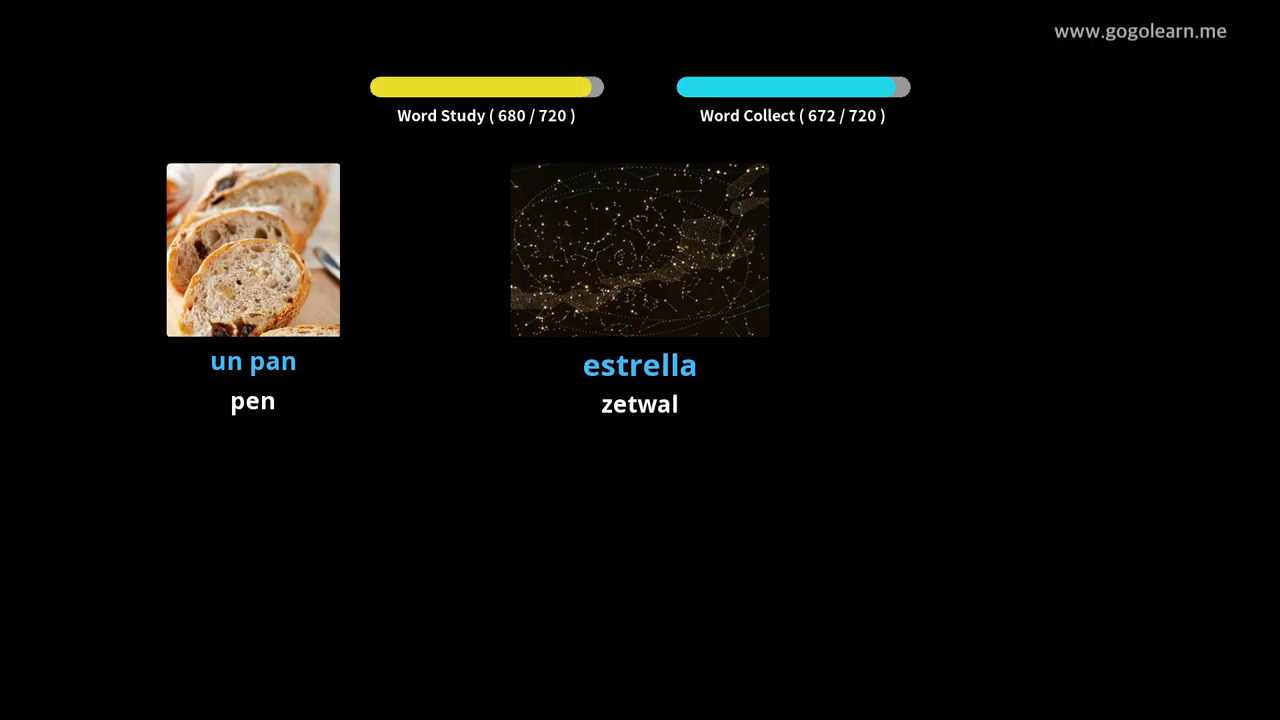 www.gogolearn.me
Word Study ( 680 / 720 )
Word Collect ( 672 / 720 )
un pan
pen
estrella
zetwal